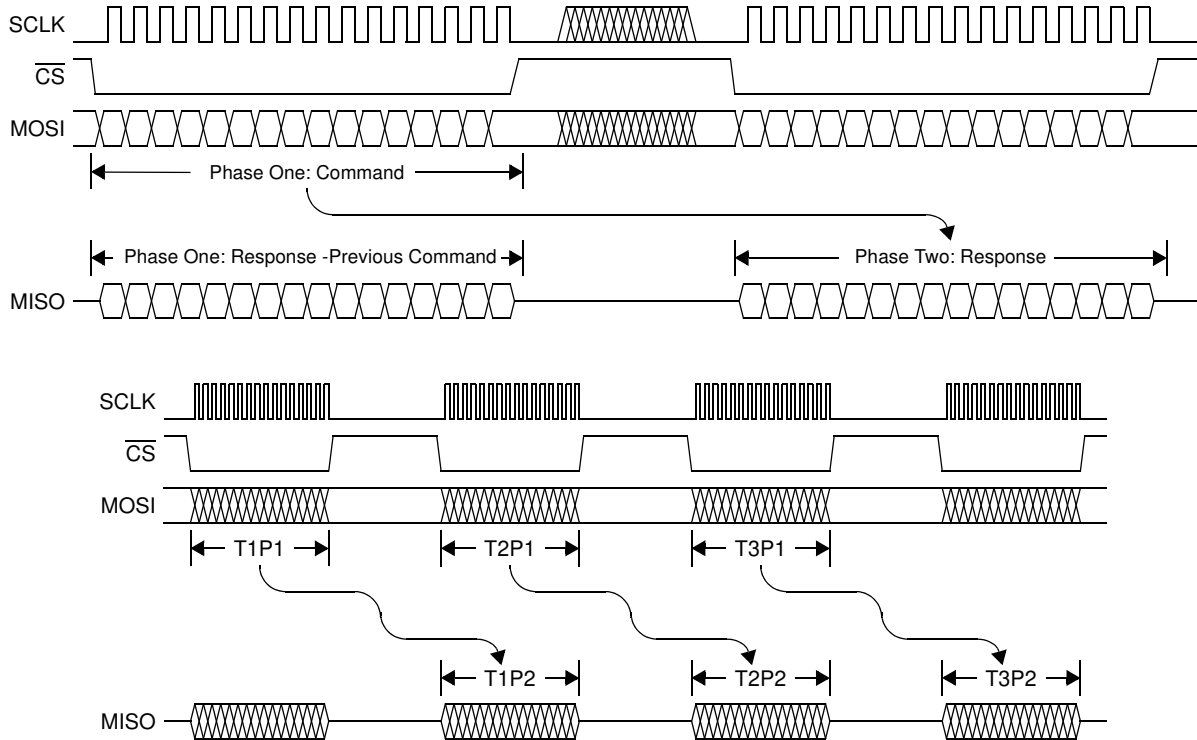 SCLK
CS
MOSI
Phase One: Command
Phase One: Response -Previous Command
Phase Two: Response
MISO
SCLK
CS
MOSI
T1P1 T2P1 T3P1
T1P2 T2P2 T3P2
MISO